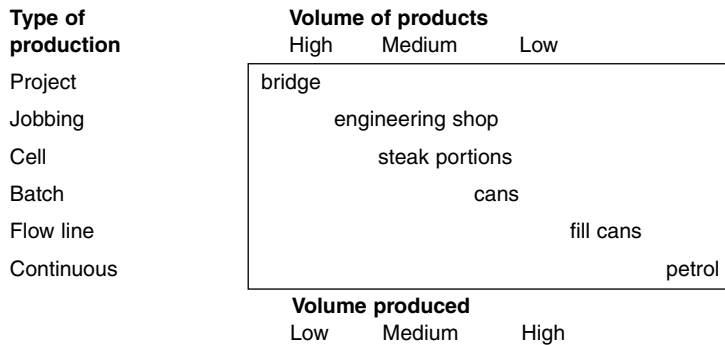 Type of Volume of products
production High Medium Low
Project bridge
Jobbing engineering shop
Cell steak portions
Batch cans
Flow line fill cans
Continuous petrol
Volume produced
Low Medium High